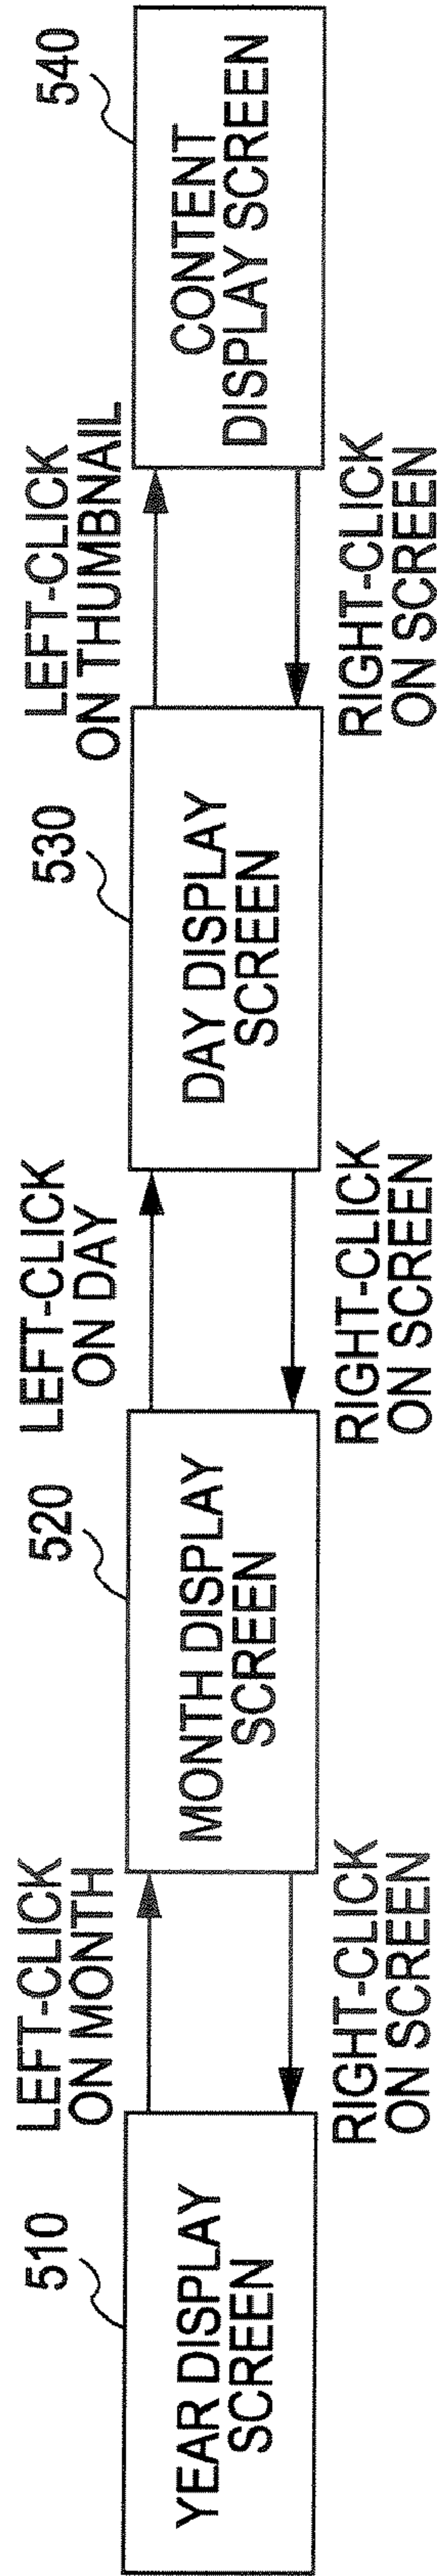 510
YEAR DISPLAY
SCREEN
LEFT-CLICK
ON MONTH
RIGHT-CLICK
ON SCREEN
520
MONTH DISPLAY
SCREEN
LEFT-CLICK
ON DAY
RIGHT-CLICK
ON SCREEN
530
DAY DISPLAY
SCREEN
LEFT-CLICK
ON THUMBNAIL
RIGHT-CLICK
ON SCREEN
540
CONTENT
DISPLAY SCREEN